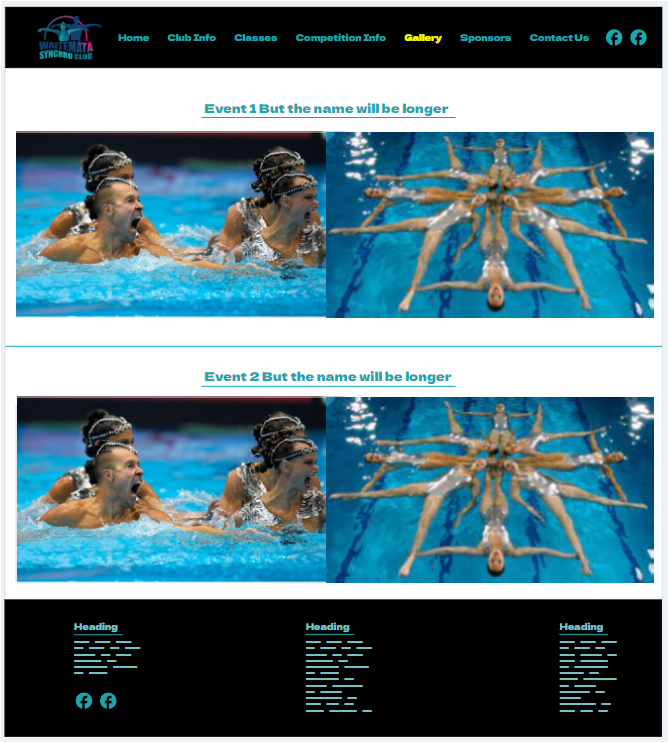 WAITEMATA
SYNCHRO CLUB
Home Club Info Classes Competition Info Gallery Sponsors Contact Us
Event 1 But the name will be longer
Event 2 But the name will be longer
Heading Heading Heading